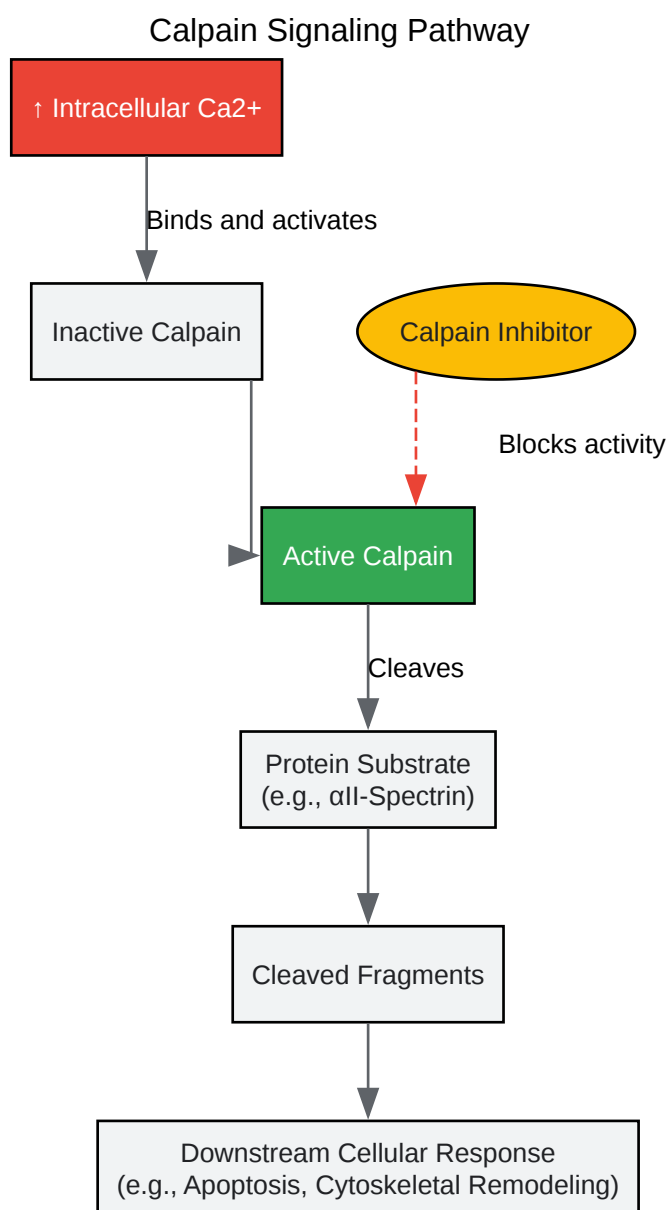 Calpain Signaling Pathway
↑ Intracellular Ca2+
Binds and activates
Inactive Calpain
Calpain Inhibitor
Blocks activity
Active Calpain
Cleaves
Protein Substrate
(e.g., αII-Spectrin)
Cleaved Fragments
Downstream Cellular Response
(e.g., Apoptosis, Cytoskeletal Remodeling)